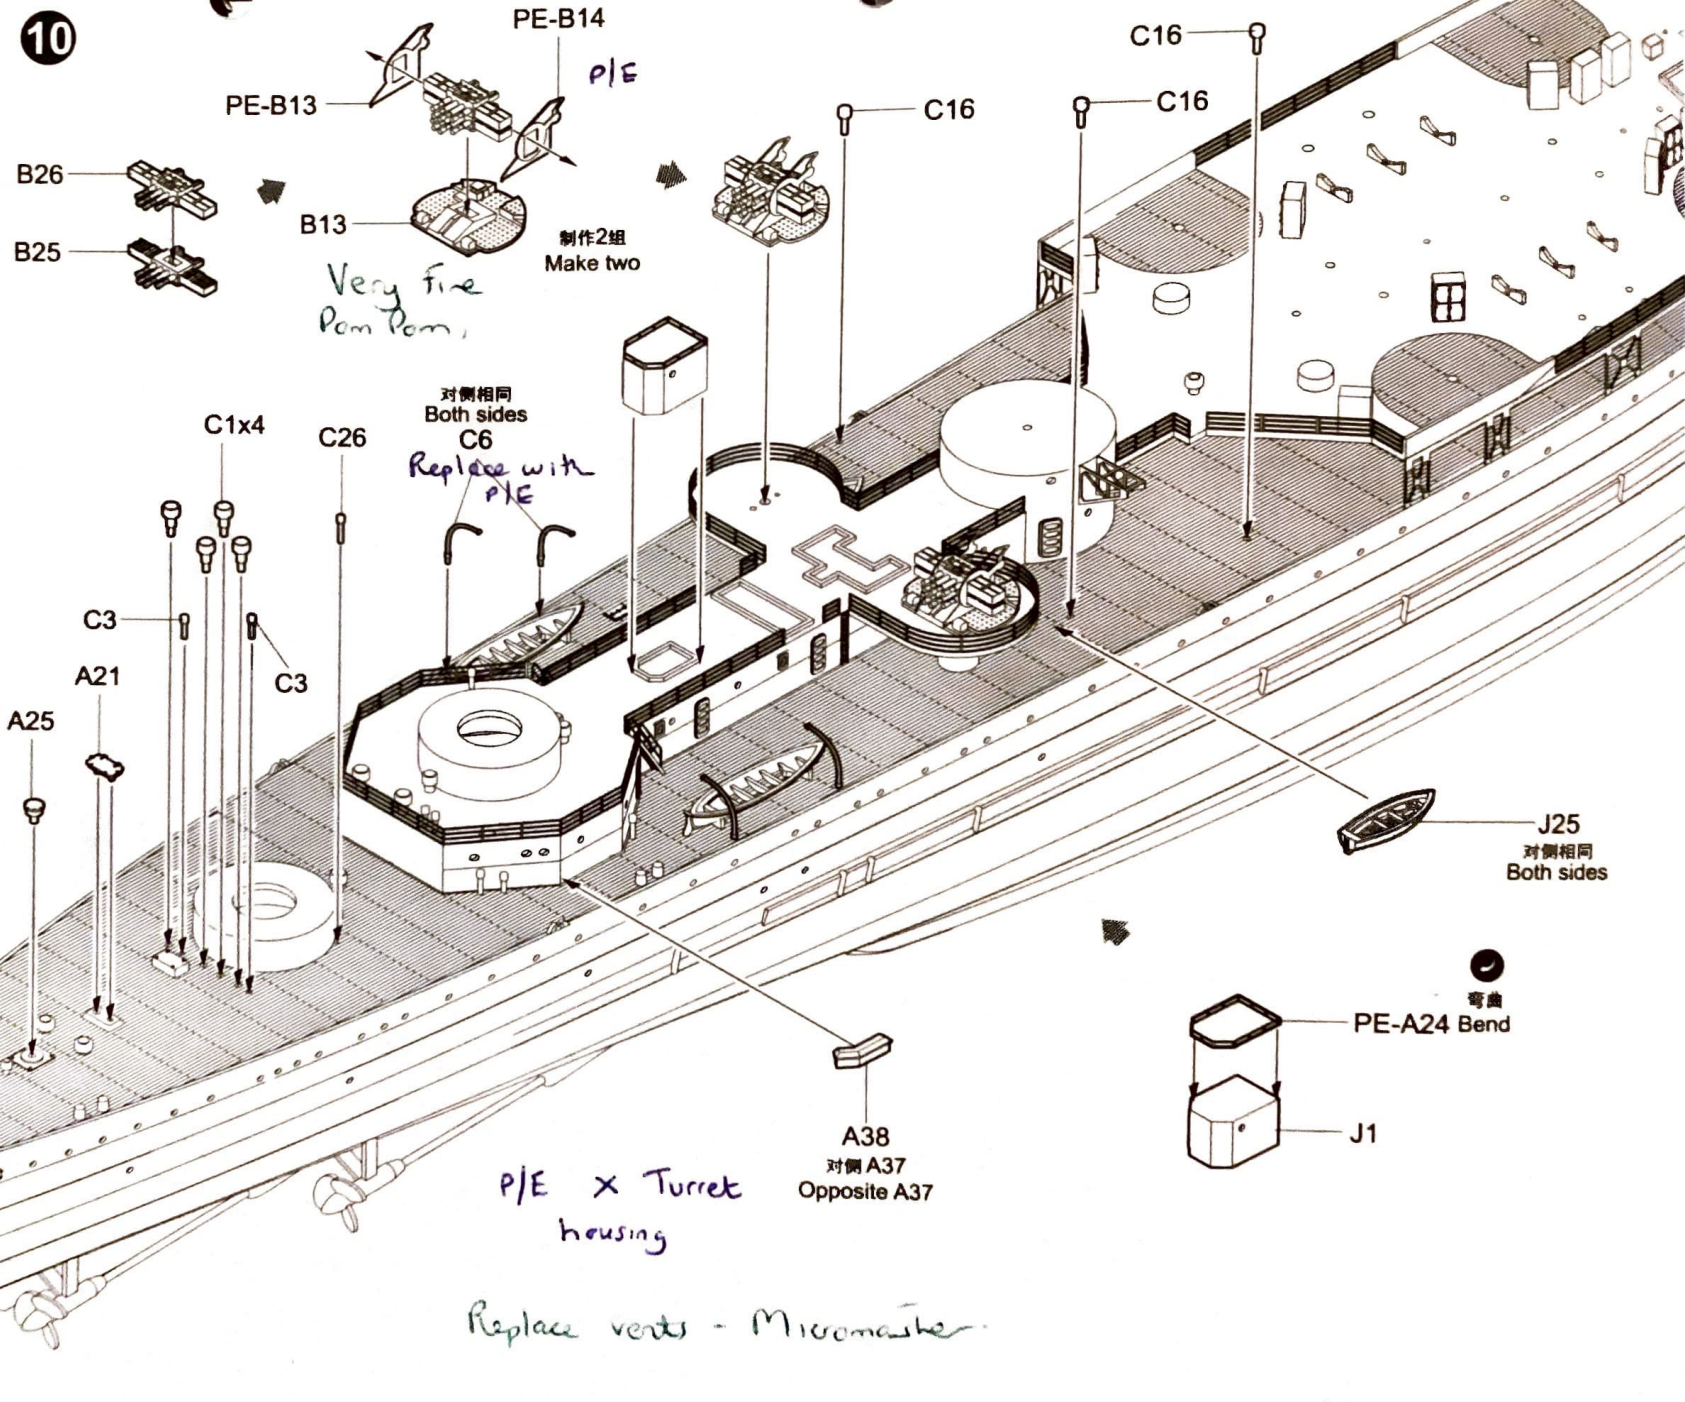 10
PE-B14
P/E
PE-B13
B26
B25
B13
制作2组
Make two
Very fine
Pom Pom,
C16
C16
C16
对侧相同
Both sides
C6
Replace with
P/E
C1x4
C26
C3
C3
A21
A25
J25
对侧相同
Both sides
弯曲
PE-A24 Bend
J1
A38
对侧 A37
Opposite A37
P/E X Turret
housing
Replace vents - Micromaster